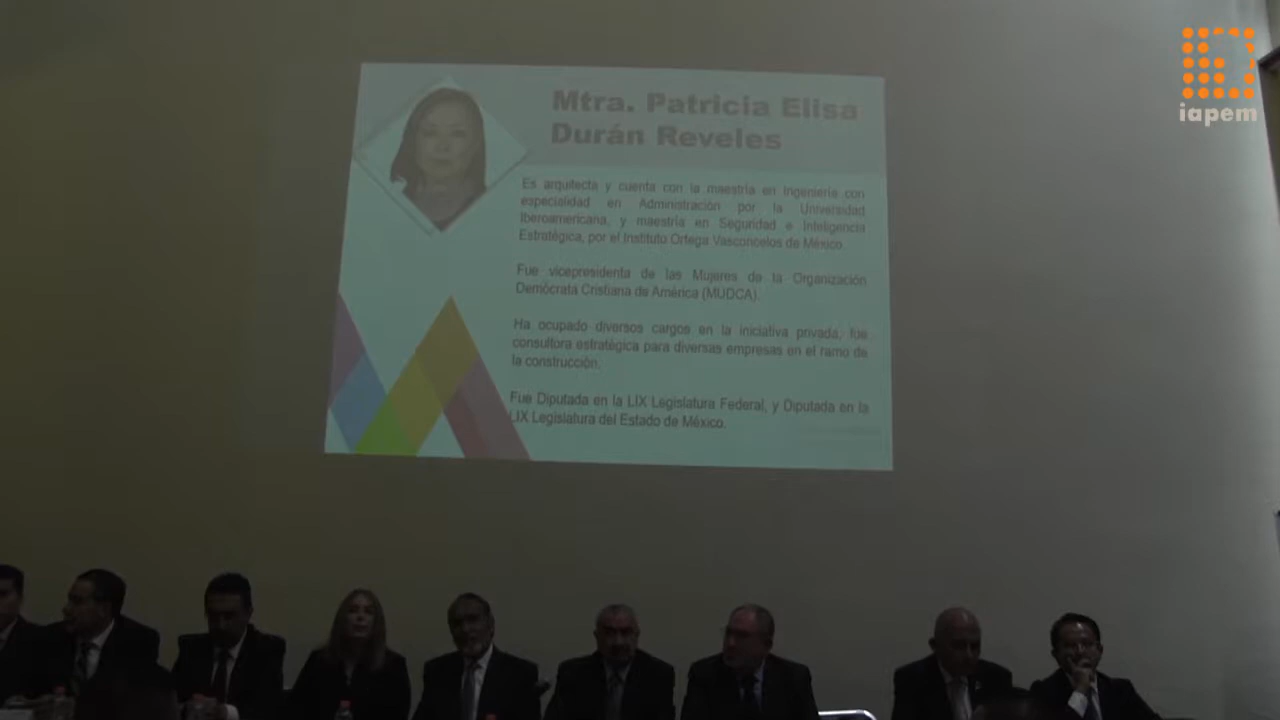 Mtra. Patricia Elisa
Durán Reveles
Es arquitecta y cuenta con la maestría en Ingeniería con
especialidad en Administración por la Universidad
Iberoamericana, y maestría en Seguridad e Inteligencia
Estratégica, por el Instituto Ortega Vasconcelos de México.
Fue vicepresidenta de las Mujeres de la Organización
Demócrata Cristiana de América (MUDCA).
Ha ocupado diversos cargos en la iniciativa privada, fue
consultora estratégica para diversas empresas en el ramo de
la construcción.
Fue Diputada en la LIX Legislatura Federal, y Diputada en la
LIX Legislatura del Estado de México.
iapem